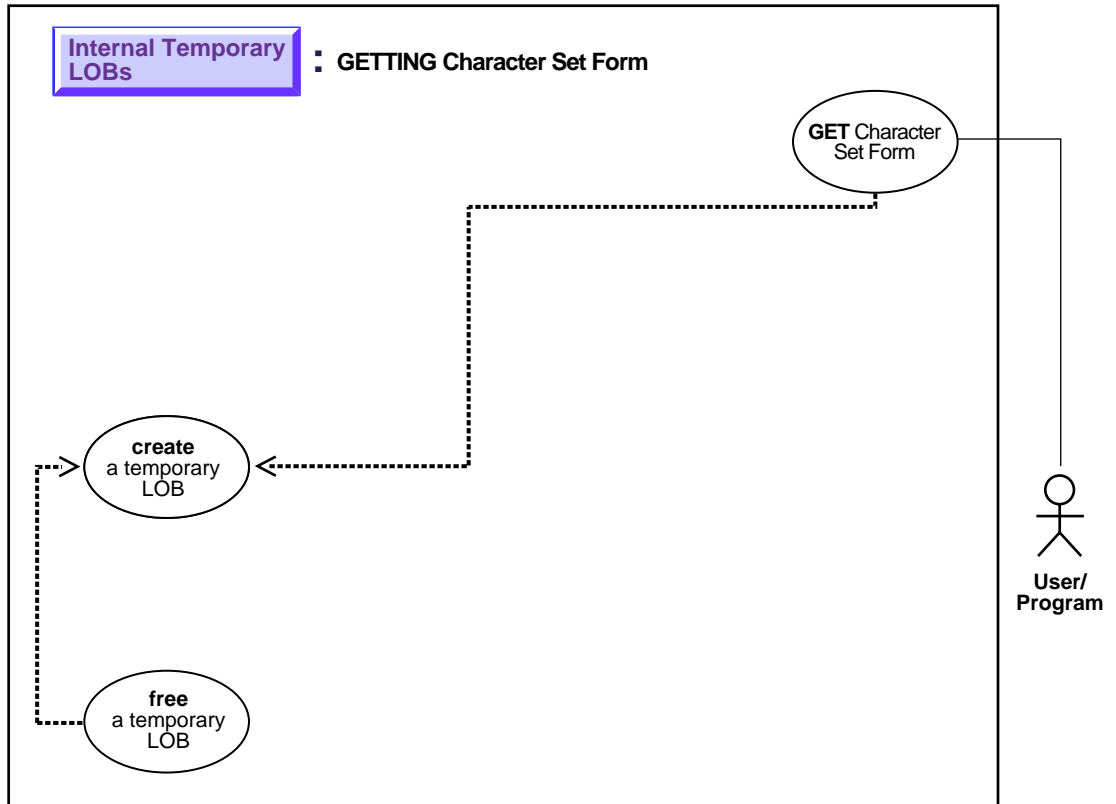 Internal Temporary
LOBs
: GETTING Character Set Form
GET Character
Set Form
create
a temporary
LOB
User/
Program
free
a temporary
LOB